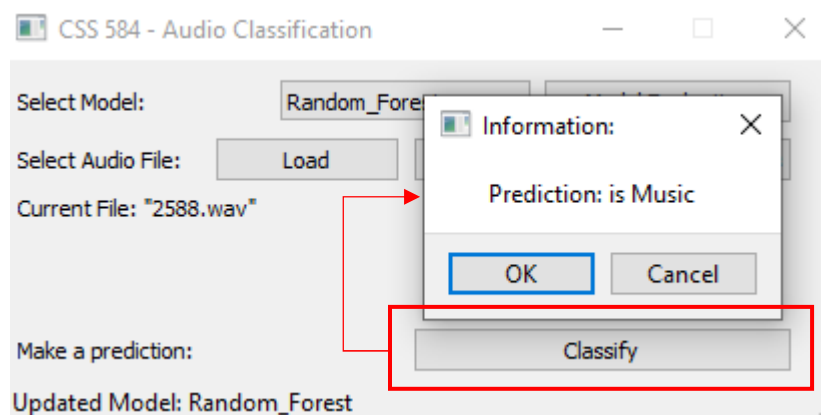 CSS 584 - Audio Classification
Select Model:
Random_Fore
Information:
Select Audio File:
Load
Prediction: is Music
Current File: "2588.wav"
OK
Cancel
Make a prediction:
Classify
Updated Model: Random_Forest